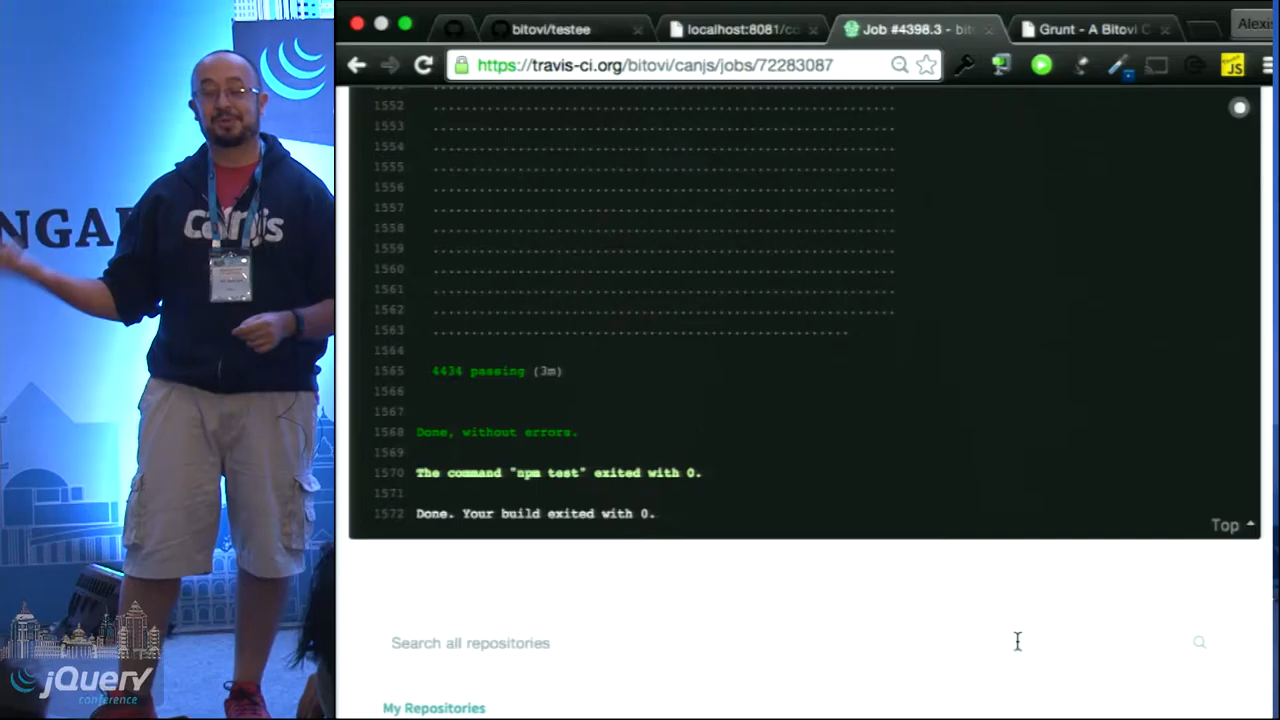 NGA
canjs
jQuery
conference
bitovi/testee
localhost:8081/c
Job #4398.3 - bit
Grunt - A Bitovi C
Alexis
https://travis-ci.org/bitovi/canjs/jobs/72283087
JS
1552
1553
1554
1555
1556
1557
1558
1559
1560
1561
1562
1563
1564
1565 4434 passing (3m)
1566
1567
1568 Done, without errors.
1569
1570 The command "npm test" exited with 0.
1571
1572 Done. Your build exited with 0.
Top
Search all repositories
My Repositories